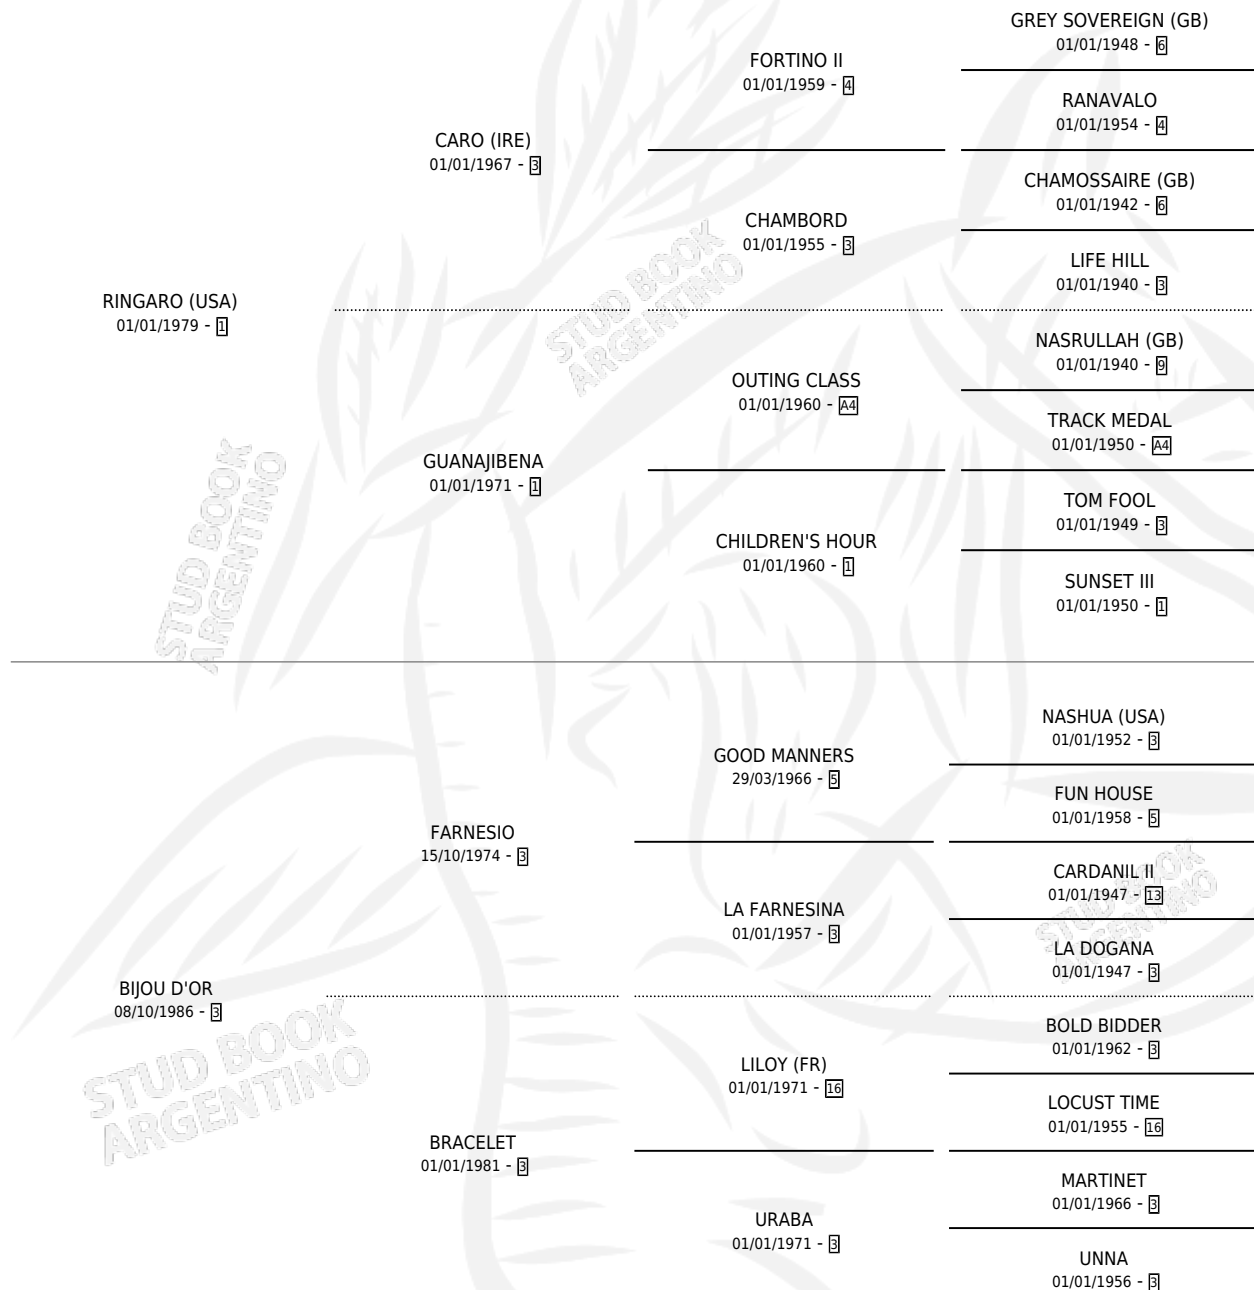 GREY SOVEREIGN (GB)
01/01/1948 - 6
FORTINO II
01/01/1959 - 4
RANAVALO
01/01/1954 - 4
CARO (IRE)
01/01/1967 - 3
CHAMOSSAIRE (GB)
01/01/1942 - 6
CHAMBORD
01/01/1955 - 3
LIFE HILL
01/01/1940 - 3
RINGARO (USA)
01/01/1979 - 1
STUD BOOK
ARGENTINO
NASRULLAH (GB)
01/01/1940 - 9
OUTING CLASS
01/01/1960 - A4
TRACK MEDAL
01/01/1950 - A4
GUANAJIBENA
01/01/1971 - 1
TOM FOOL
01/01/1949 - 3
CHILDREN'S HOUR
01/01/1960 - 1
SUNSET III
01/01/1950 - 1
STUD BOOK
ARGENTINO
NASHUA (USA)
01/01/1952 - 3
GOOD MANNERS
29/03/1966 - 5
FUN HOUSE
01/01/1958 - 5
FARNESIO
15/10/1974 - 3
CARDANIL II
01/01/1947 - 13
STUD BOOK
ARGENTINO
LA FARNESINA
01/01/1957 - 3
LA DOGANA
01/01/1947 - 3
BIJOU D'OR
08/10/1986 - 3
STUD BOOK
ARGENTINO
BOLD BIDDER
01/01/1962 - 3
LILOY (FR)
01/01/1971 - 16
LOCUST TIME
01/01/1955 - 16
BRACELET
01/01/1981 - 3
MARTINET
01/01/1966 - 3
URABA
01/01/1971 - 3
UNNA
01/01/1956 - 3